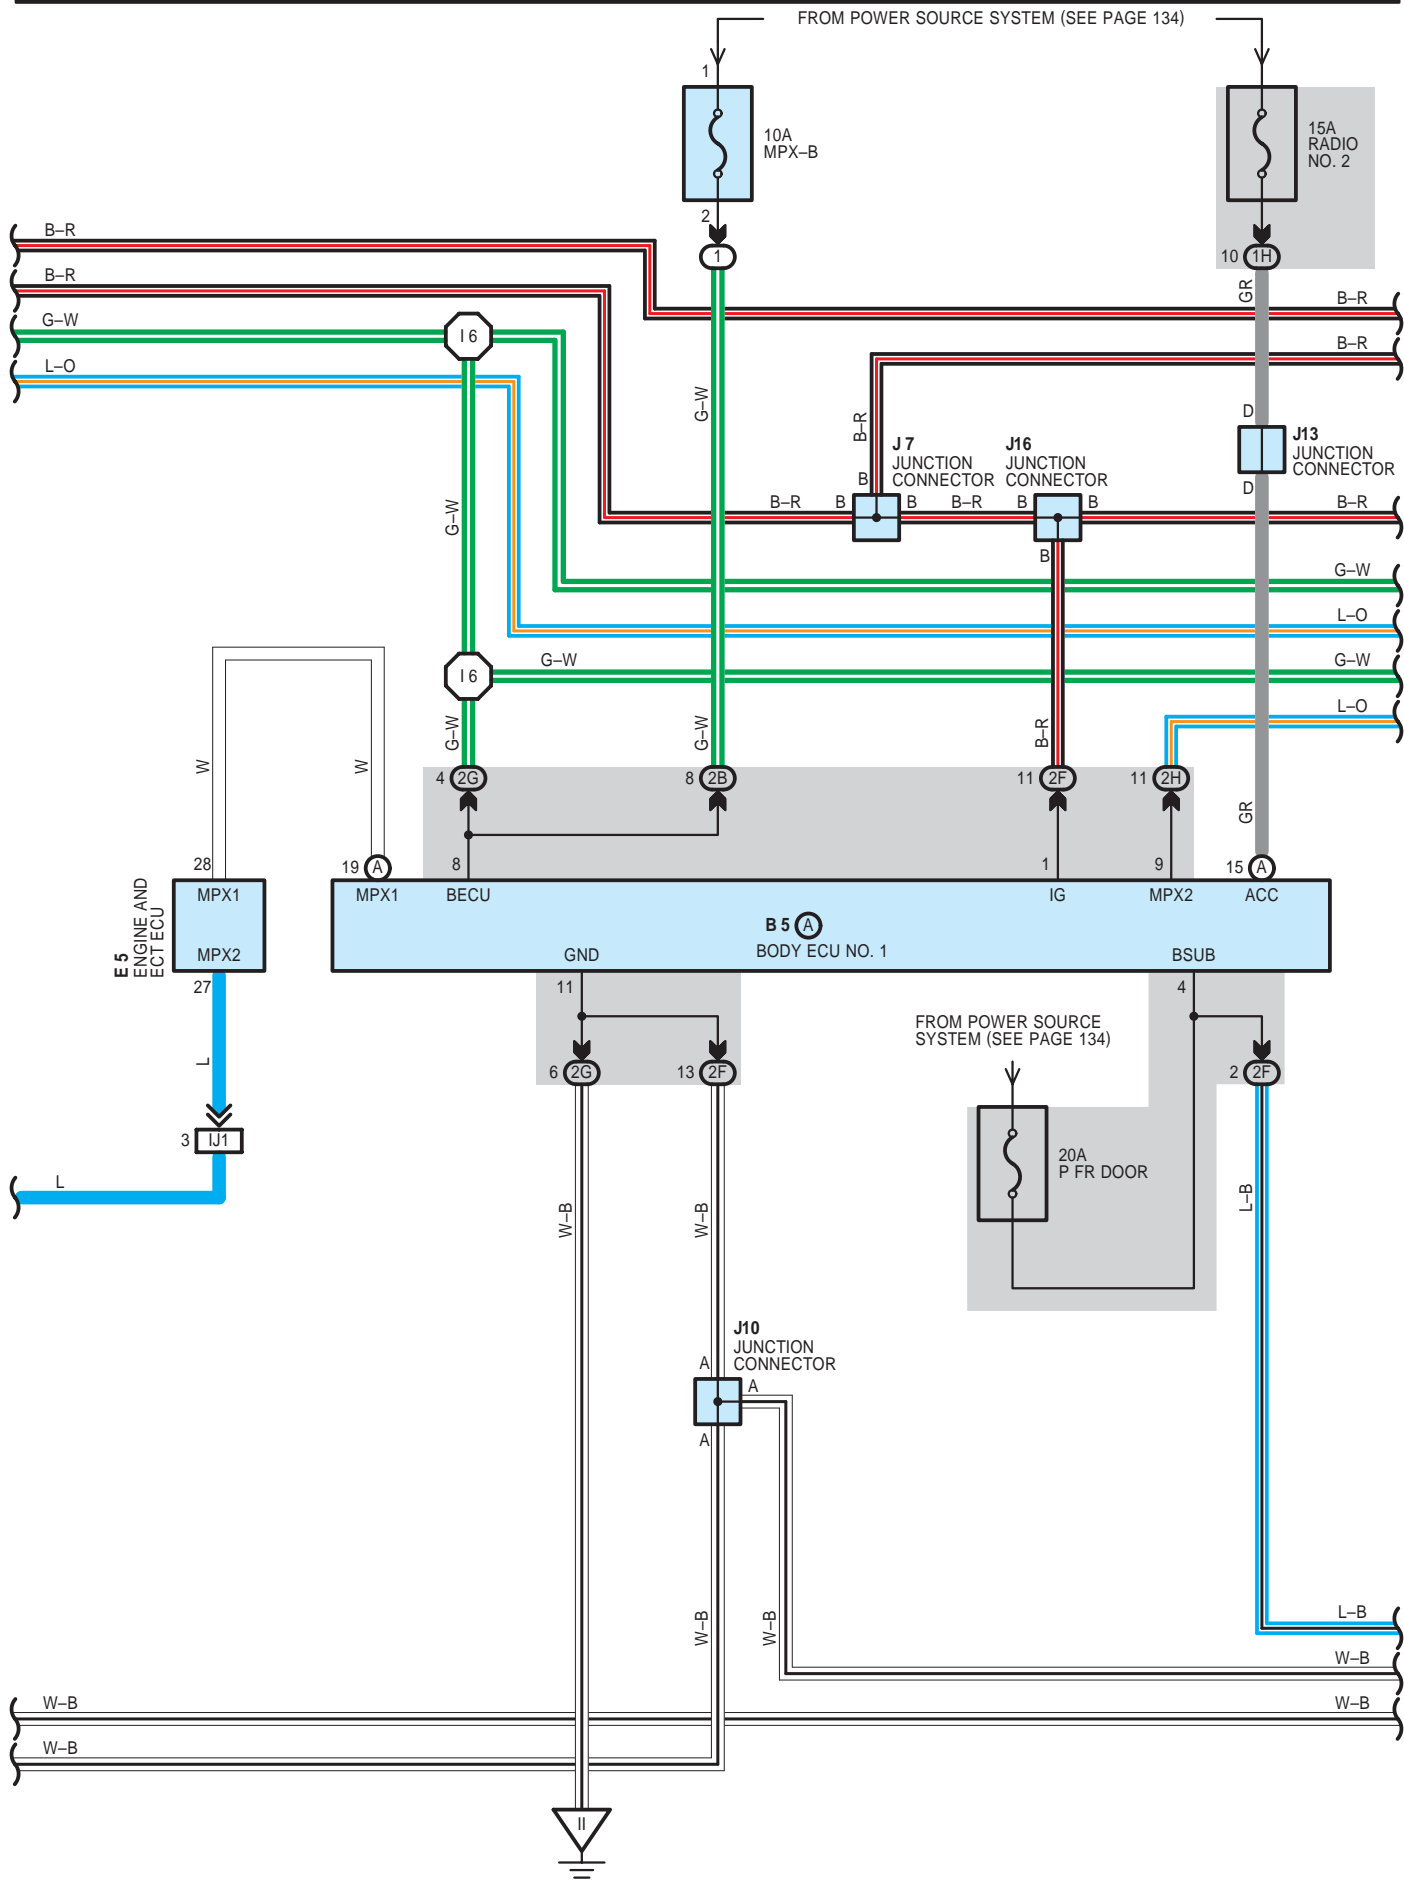 FROM POWER SOURCE SYSTEM (SEE PAGE 134)
1
10A
MPX–B
15A
RADIO
NO. 2
2
1
10 1H
B–R
B–R
G–W
L–O
I 6
GR
B–R
B–R
G–W
B–R
D
J13
JUNCTION
CONNECTOR
D
J 7
JUNCTION
CONNECTOR
J16
JUNCTION
CONNECTOR
B
B–R B B B–R B B B–R
B
G–W
G–W
L–O
I 6
G–W
G–W
L–O
W
W
G–W
G–W
B–R
GR
4 2G
8 2B
11 2F
11 2H
28
19 A
8
1
9
15 A
E 5
ENGINE AND
ECT ECU
MPX1
MPX2
MPX1 BECU IG MPX2 ACC
B 5 A
BODY ECU NO. 1
GND
BSUB
27
11
4
FROM POWER SOURCE
SYSTEM (SEE PAGE 134)
L
6 2G
13 2F
2 2F
3 IJ1
20A
P FR DOOR
L
W–B
W–B
L–B
J10
JUNCTION
CONNECTOR
A
A
A
W–B
W–B
L–B
W–B
W–B
W–B
W–B
II